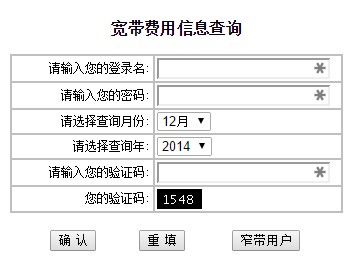 宽带费用信息查询
请输入您的登录名:
请输入您的密码:
请选择查询月份: 12月
请选择查询年: 2014
请输入您的验证码:
您的验证码: 1548
确 认 重 填 窄带用户